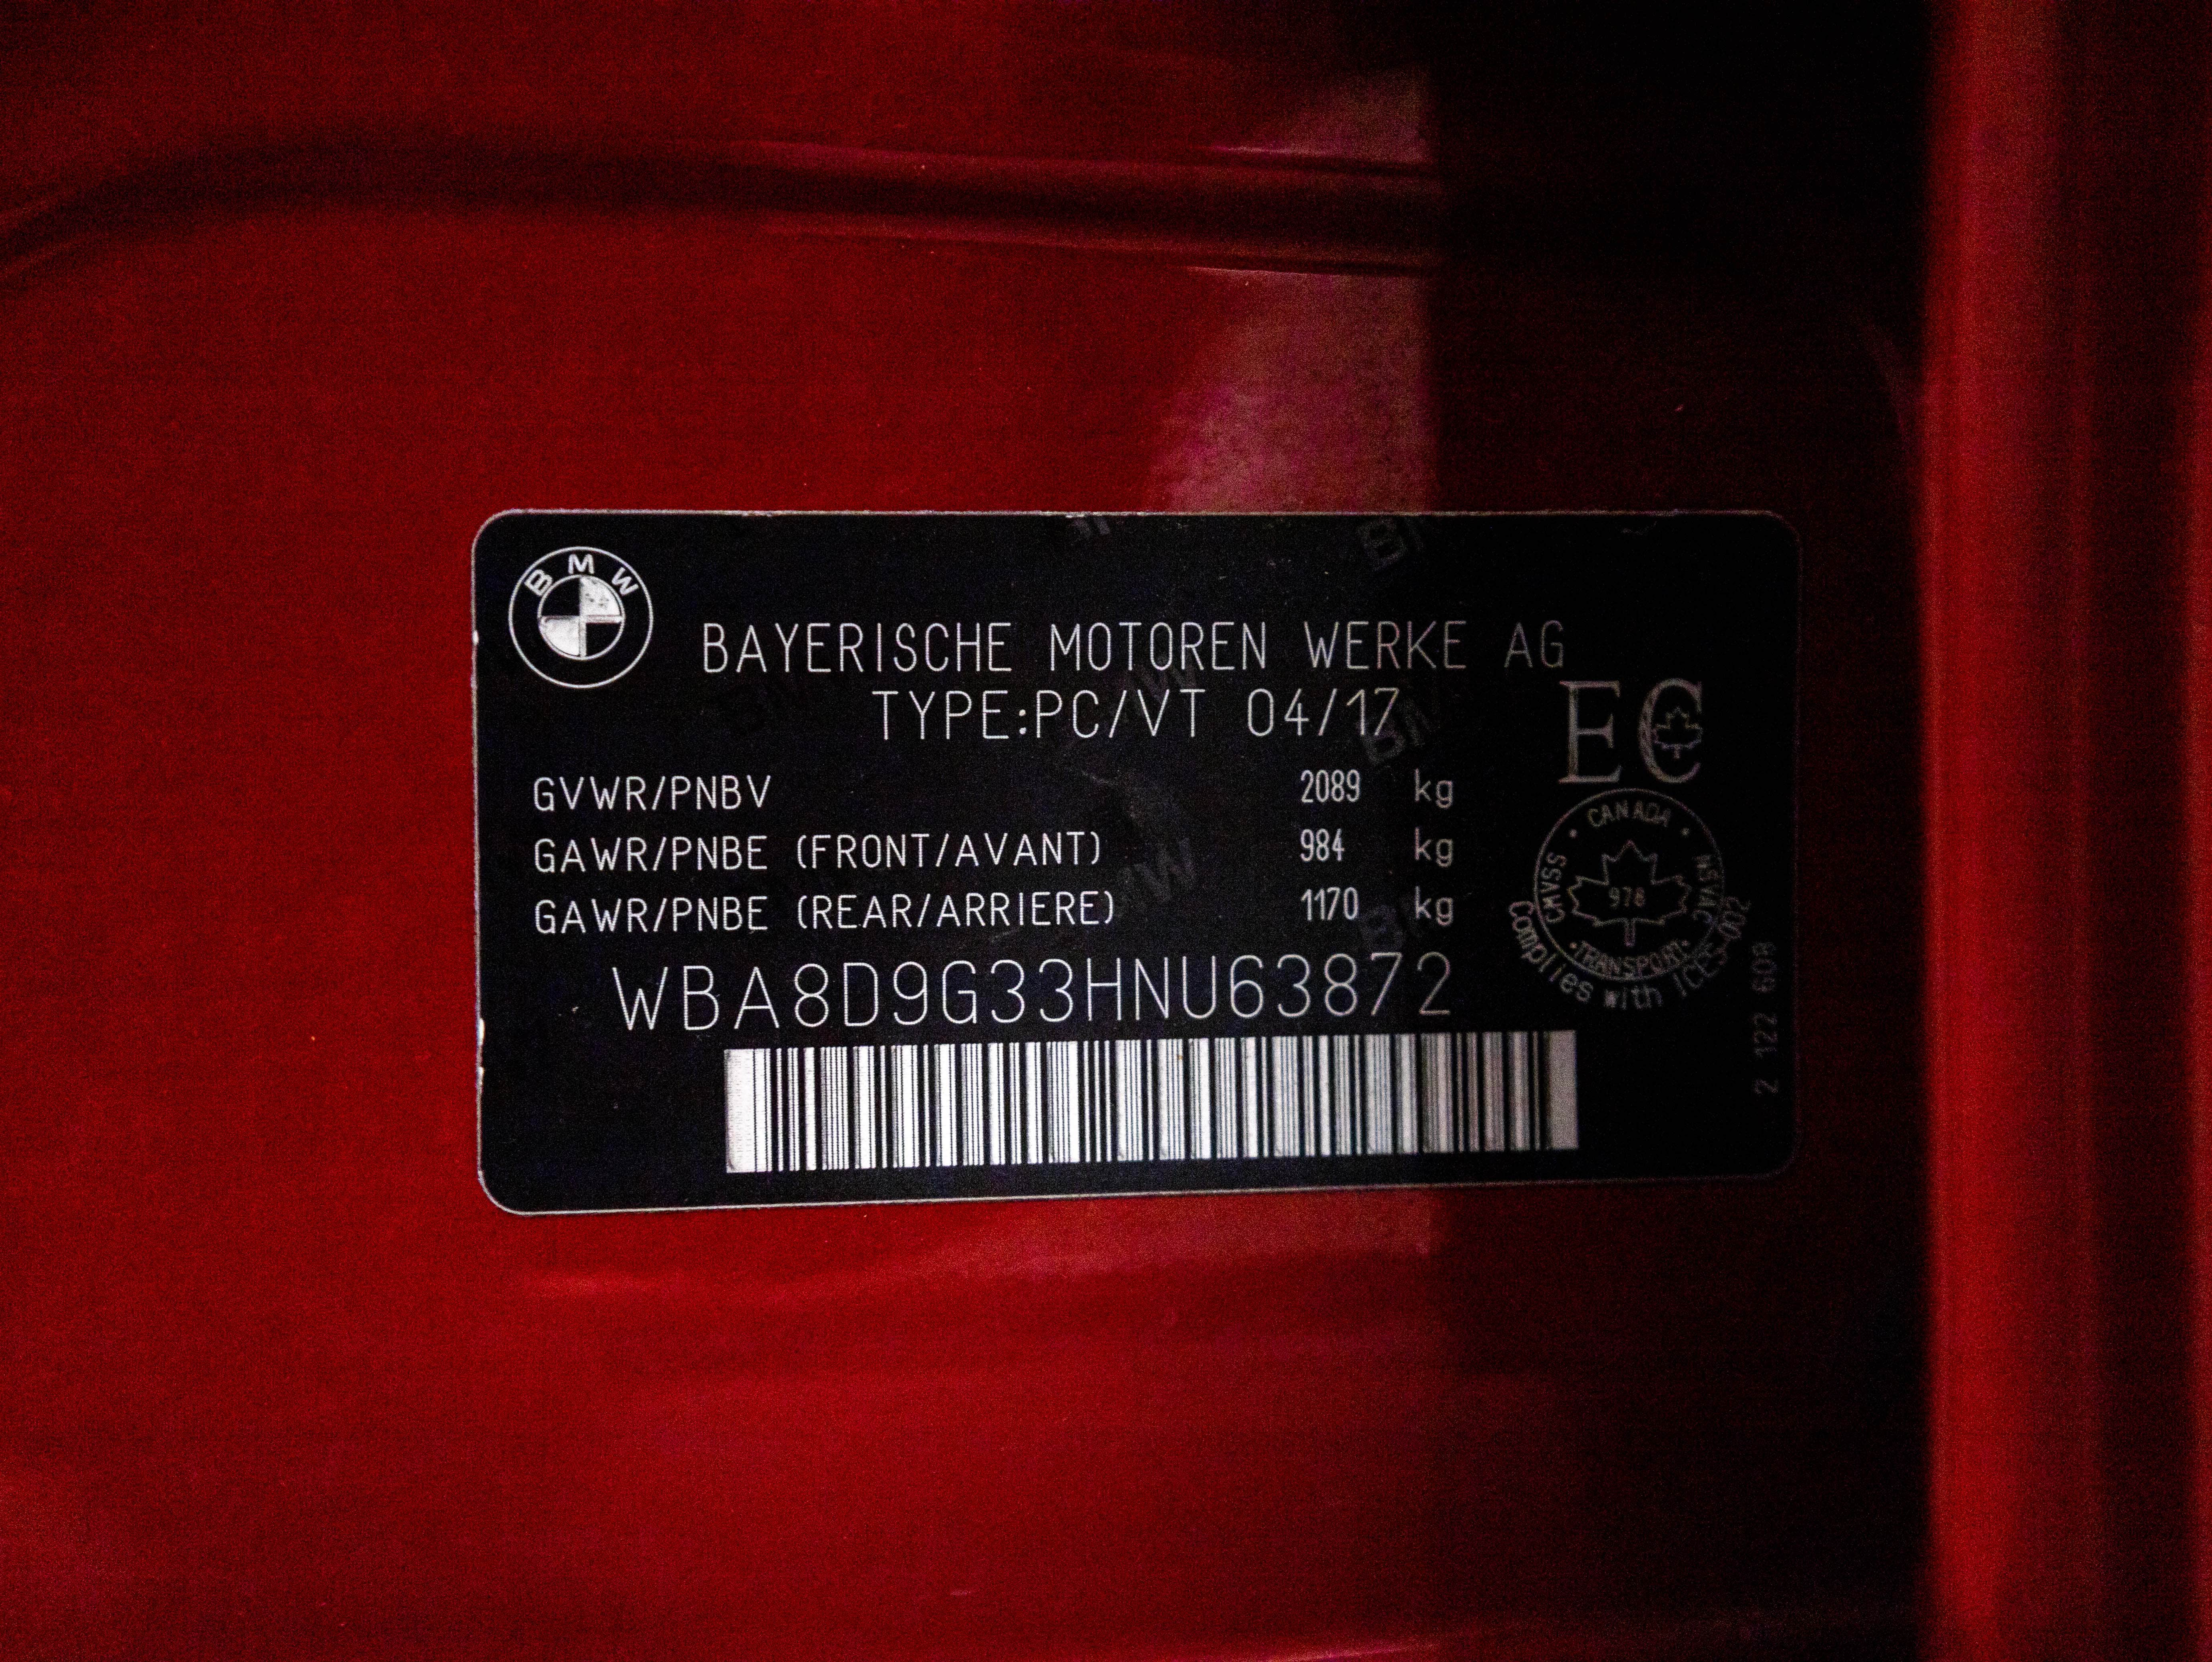 BMW
BAYERISCHE MOTOREN WERKE AG
TYPE:PC/VT 04/17
EC
GVWR/PNBV 2089 kg
GAWR/PNBE (FRONT/AVANT) 984 kg
GAWR/PNBE (REAR/ARRIERE) 1170 kg
CANADA
CMVSS
978
NSVAC
TRANSPORT
Complies with ICES-002
WBA8D9G33HNU63872
2 122 608